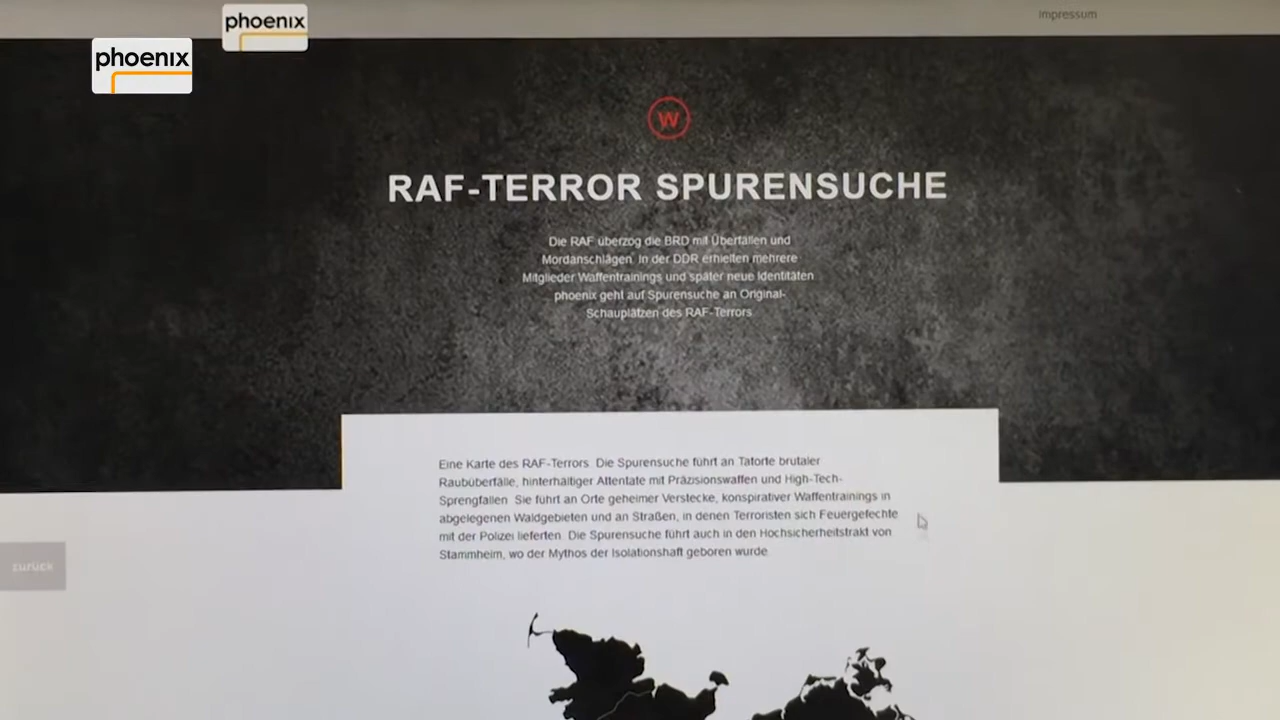 phoenix
Impressum
phoenix
W
RAF-TERROR SPURENSUCHE
Die RAF überzog die BRD mit Überfällen und
Mordanschlägen. In der DDR erhielten mehrere
Mitglieder Waffentrainings und später neue Identitäten
phoenix geht auf Spurensuche an Original-
Schauplätzen des RAF-Terrors
Eine Karte des RAF-Terrors. Die Spurensuche führt an Tatorte brutaler
Raubüberfälle, hinterhältiger Attentate mit Präzisionswaffen und High-Tech-
Sprengfallen. Sie führt an Orte geheimer Verstecke, konspirativer Waffentrainings in
abgelegenen Waldgebieten und an Straßen, in denen Terroristen sich Feuergefechte
mit der Polizei lieferten. Die Spurensuche führt auch in den Hochsicherheitstrakt von
Stammheim, wo der Mythos der Isolationshaft geboren wurde.
zurück